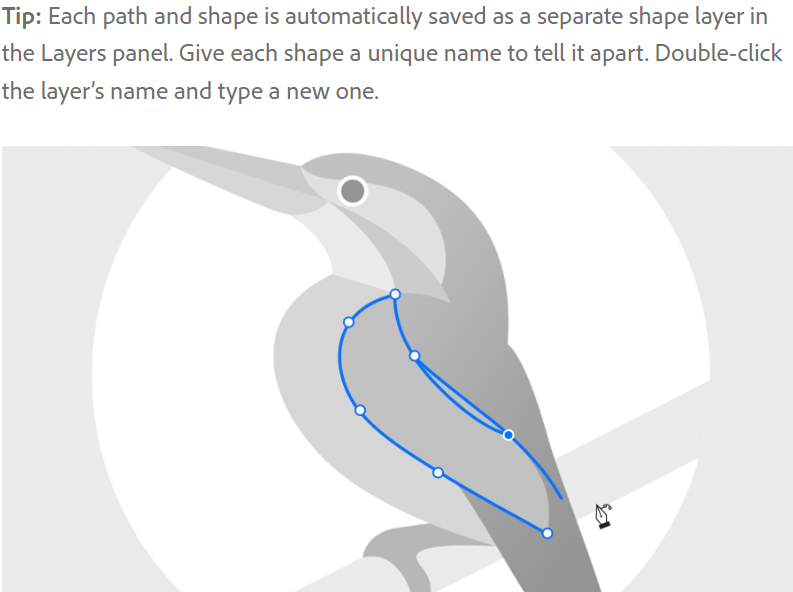 Tip: Each path and shape is automatically saved as a separate shape layer in
the Layers panel. Give each shape a unique name to tell it apart. Double-click
the layer’s name and type a new one.